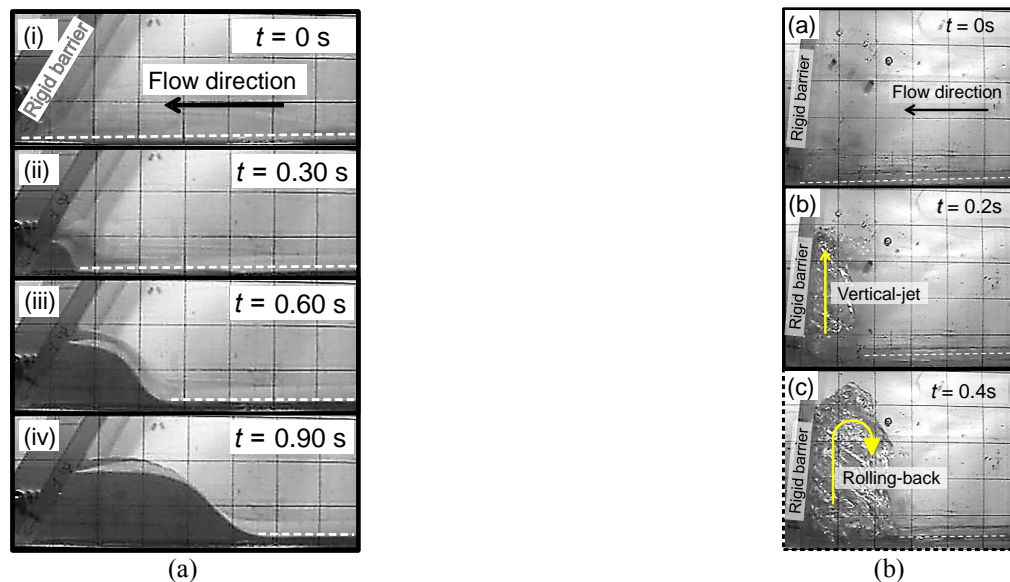 (i)
t = 0 s
Rigid barrier
Flow direction
(ii)
t = 0.30 s
(iii)
t = 0.60 s
(iv)
t = 0.90 s
(a)
(a)
t = 0s
Rigid barrier
Flow direction
(b)
t = 0.2s
Rigid barrier
Vertical-jet
(c)
t = 0.4s
Rigid barrier
Rolling-back
(b)